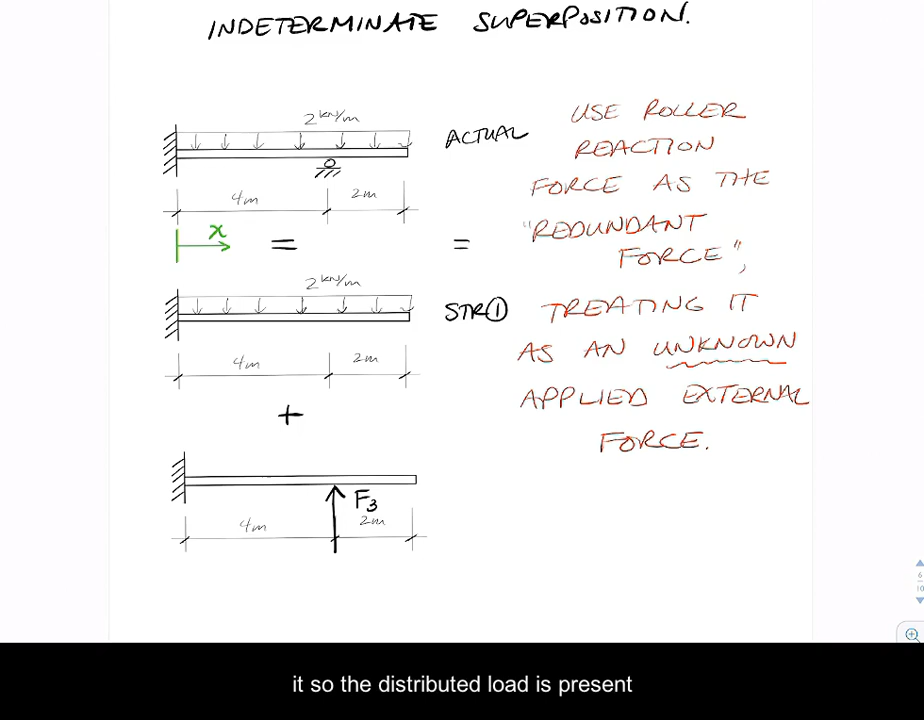 INDETERMINATE SUPERPOSITION.
2 kN/m
ACTUAL
4m
2m
x
=
=
USE ROLLER
REACTION
FORCE AS THE
"REDUNDANT
FORCE",
TREATING IT
AS AN UNKNOWN
APPLIED EXTERNAL
FORCE.
2 kN/m
STR①
4m
2m
+
F3
4m
2m
6
10
it so the distributed load is present